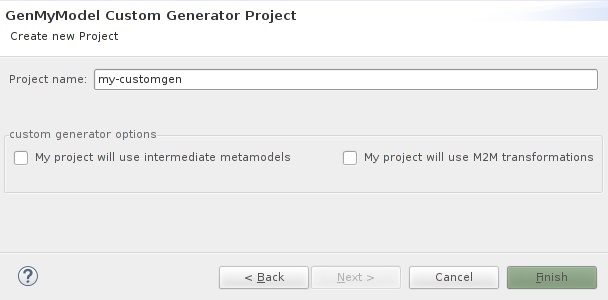 GenMyModel Custom Generator Project
Create new Project
Project name: my-customgen
custom generator options
My project will use intermediate metamodels My project will use M2M transformations
? < Back Next > Cancel Finish